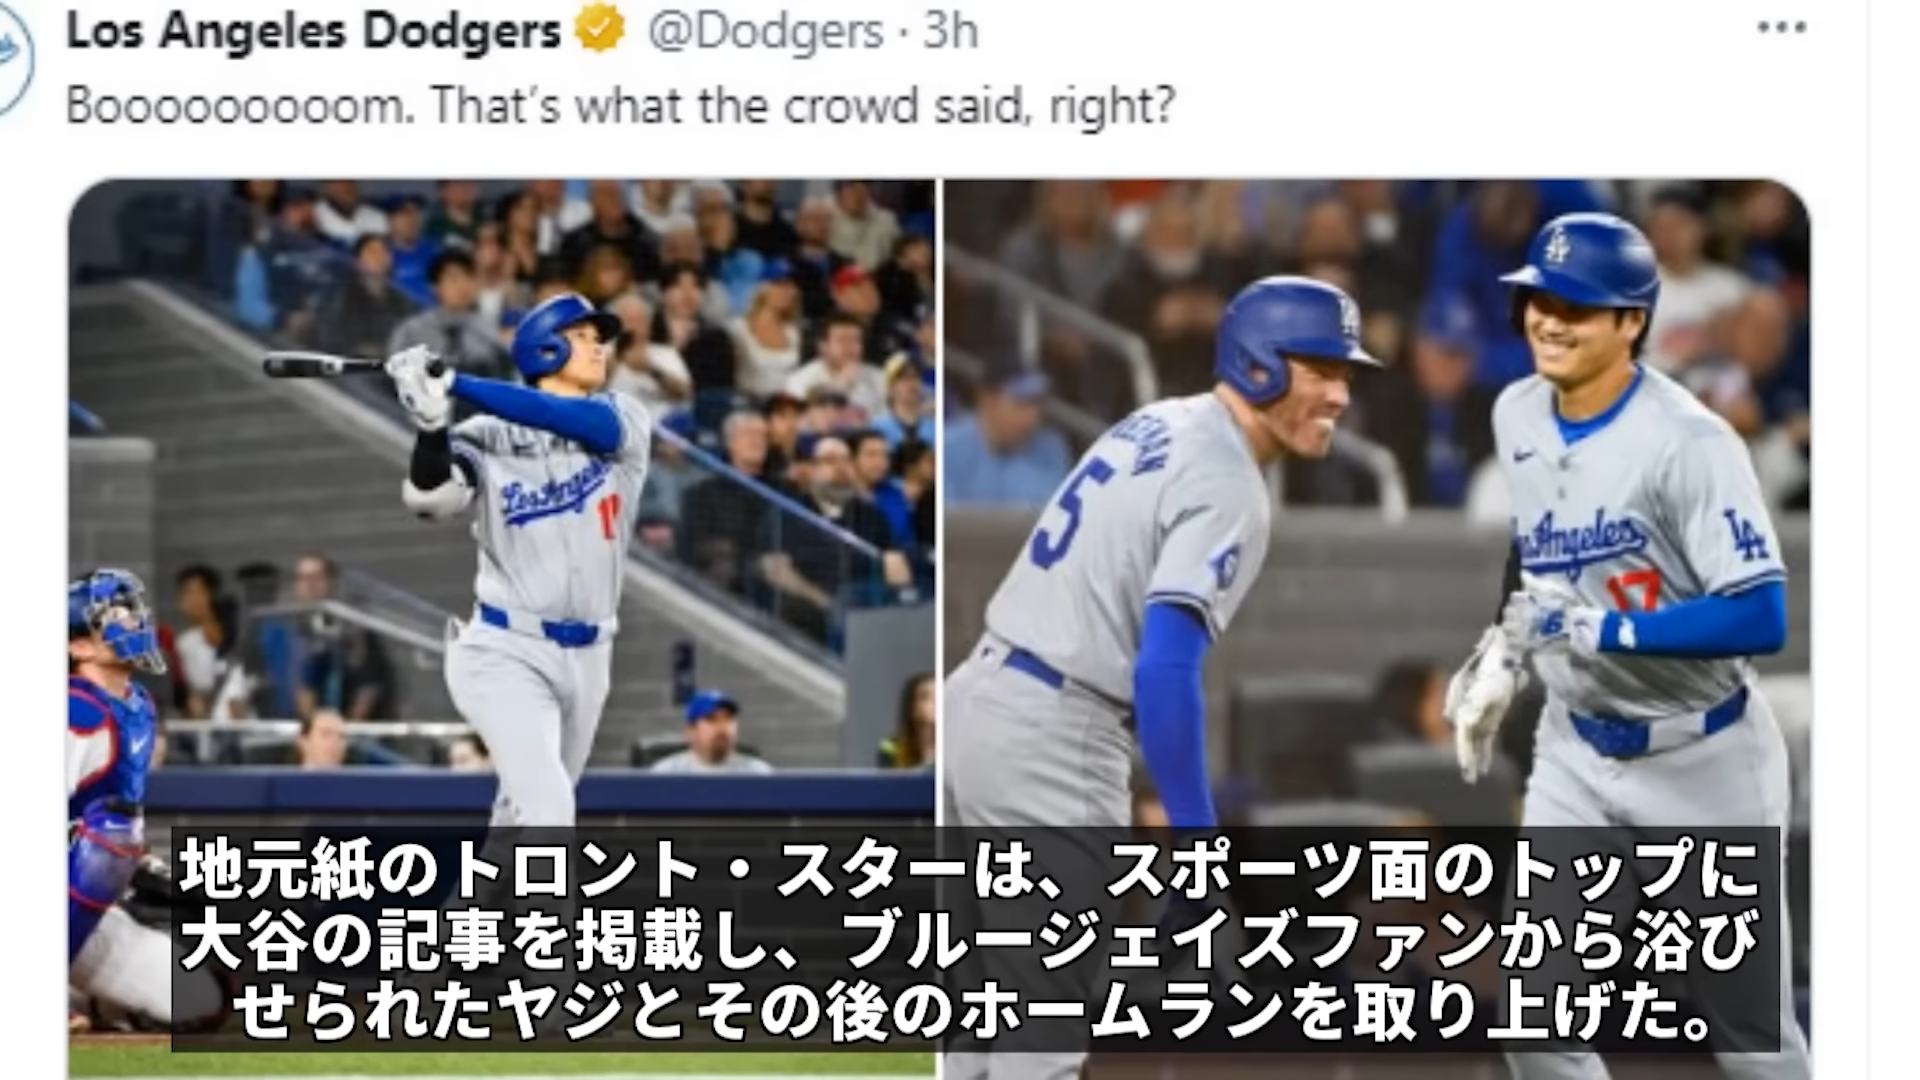 Los Angeles Dodgers @Dodgers · 3h
Booooooooom. That's what the crowd said, right?
Los Angeles
5
Los Angeles
LA
17
地元紙のトロント・スターは、スポーツ面のトップに
大谷の記事を掲載し、ブルージェイズファンから浴び
せられたヤジとその後のホームランを取り上げた。